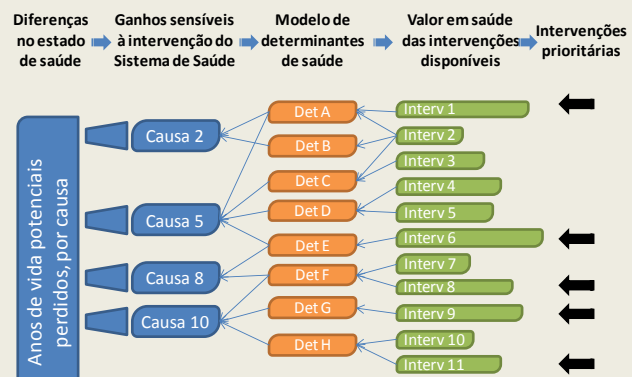 Diferenças
no estado
de saúde
Ganhos sensíveis
à intervenção do
Sistema de Saúde
Modelo de
determinantes
de saúde
Valor em saúde
das intervenções
disponíveis
Intervenções
prioritárias
Anos de vida potenciais
perdidos, por causa
Causa 2
Causa 5
Causa 8
Causa 10
Det A
Det B
Det C
Det D
Det E
Det F
Det G
Det H
Interv 1
Interv 2
Interv 3
Interv 4
Interv 5
Interv 6
Interv 7
Interv 8
Interv 9
Interv 10
Interv 11